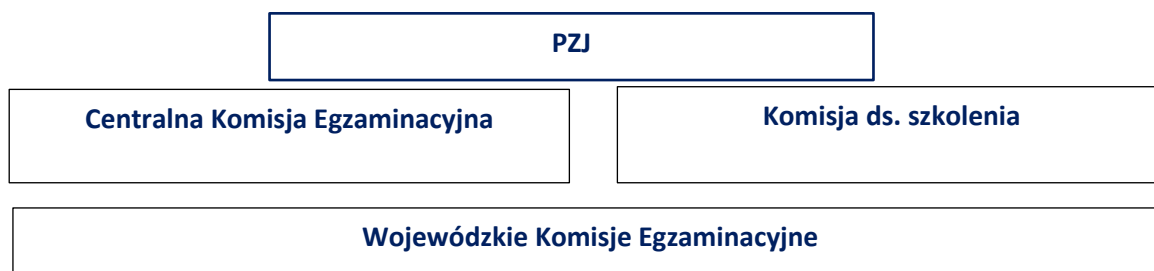 PZJ
Centralna Komisja Egzaminacyjna
Komisja ds. szkolenia
Wojewódzkie Komisje Egzaminacyjne